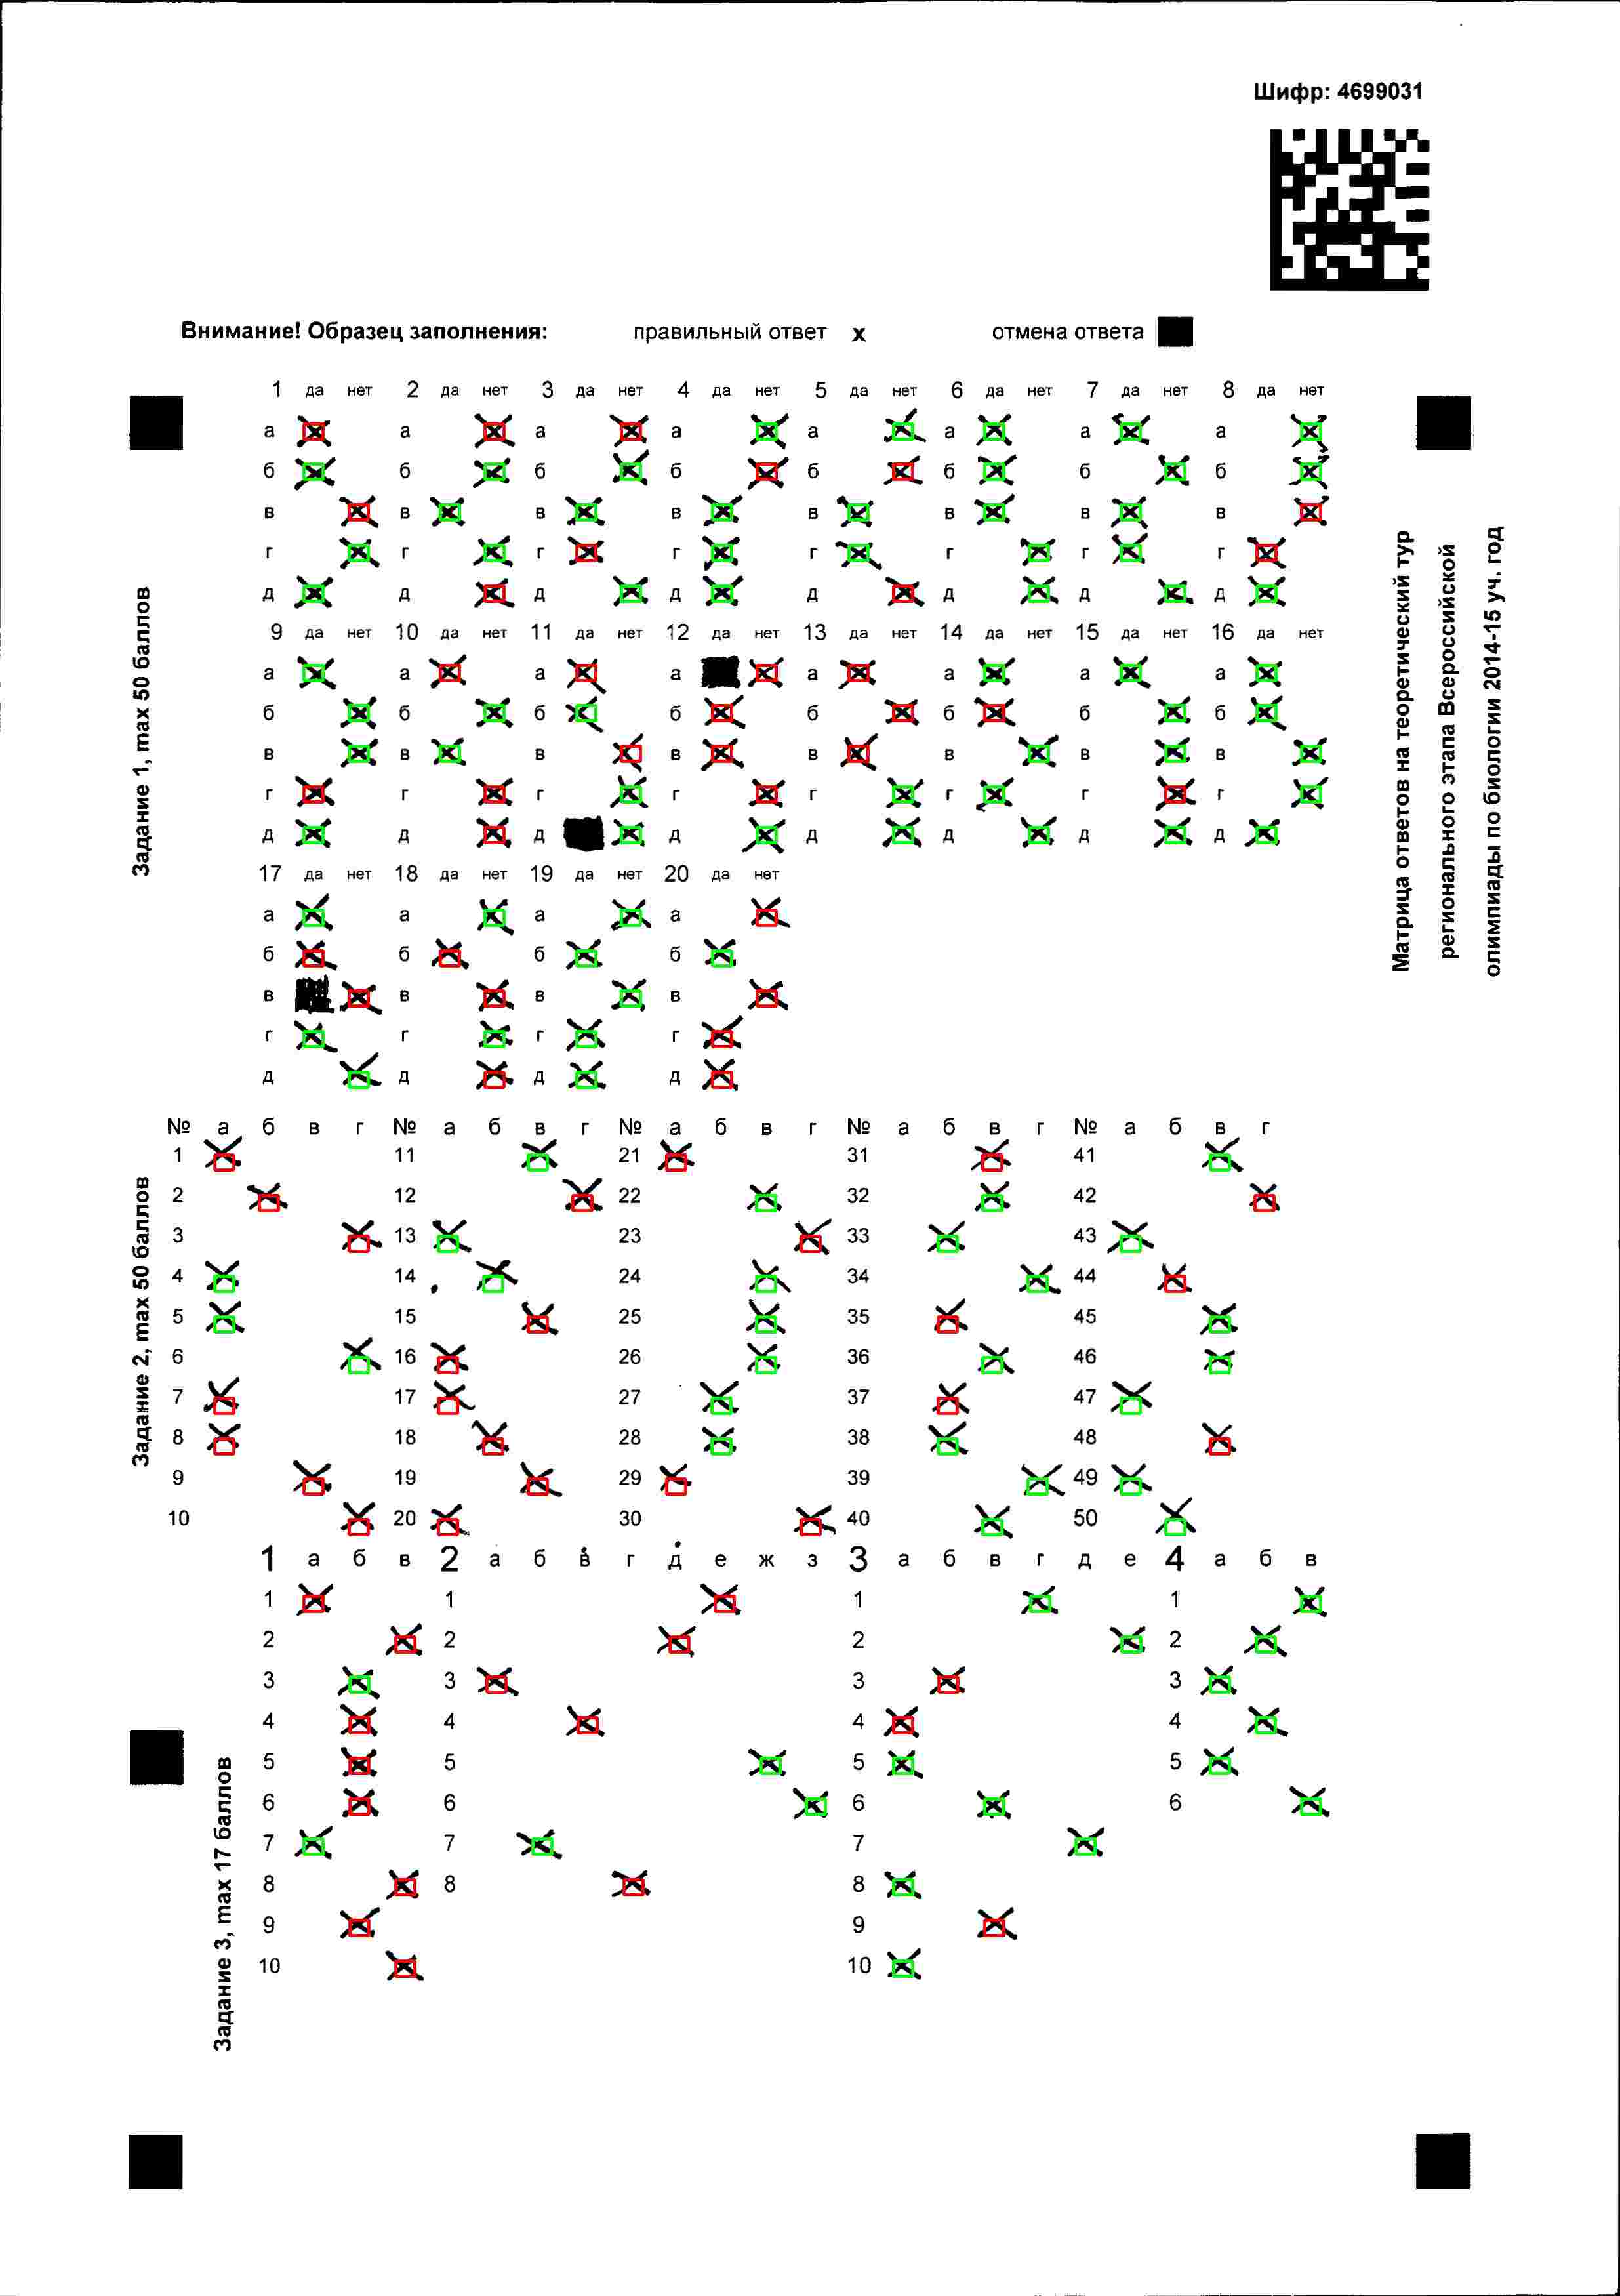 Шифр: 4699031
Внимание! Образец заполнения: правильный ответ x отмена ответа
1 да нет 2 да нет 3 да нет 4 да нет 5 да нет 6 да нет 7 да нет 8 да нет
а а а а а а а а
б б б б б б б б
в в в в в в в в
г г г г г г г г
д д д д д д д д
9 да нет 10 да нет 11 да нет 12 да нет 13 да нет 14 да нет 15 да нет 16 да нет
а а а а а а а а
б б б б б б б б
в в в в в в в в
г г г г г г г г
д д д д д д д д
17 да нет 18 да нет 19 да нет 20 да нет
а а а а
б б б б
в в в в
г г г г
д д д д
Задание 1, max 50 баллов
Матрица ответов на теоретический тур
регионального этапа Всероссийской
олимпиады по биологии 2014-15 уч. год
№ а б в г № а б в г № а б в г № а б в г № а б в г
1 11 21 31 41
2 12 22 32 42
3 13 23 33 43
4 14 24 34 44
5 15 25 35 45
6 16 26 36 46
7 17 27 37 47
8 18 28 38 48
9 19 29 39 49
10 20 30 40 50
Задание 2, max 50 баллов
1 а б в 2 а б в г д е ж з 3 а б в г д е 4 а б в
1 1 1 1
2 2 2 2
3 3 3 3
4 4 4 4
5 5 5 5
6 6 6 6
7 7 7
8 8 8
9 9
10 10
Задание 3, max 17 баллов